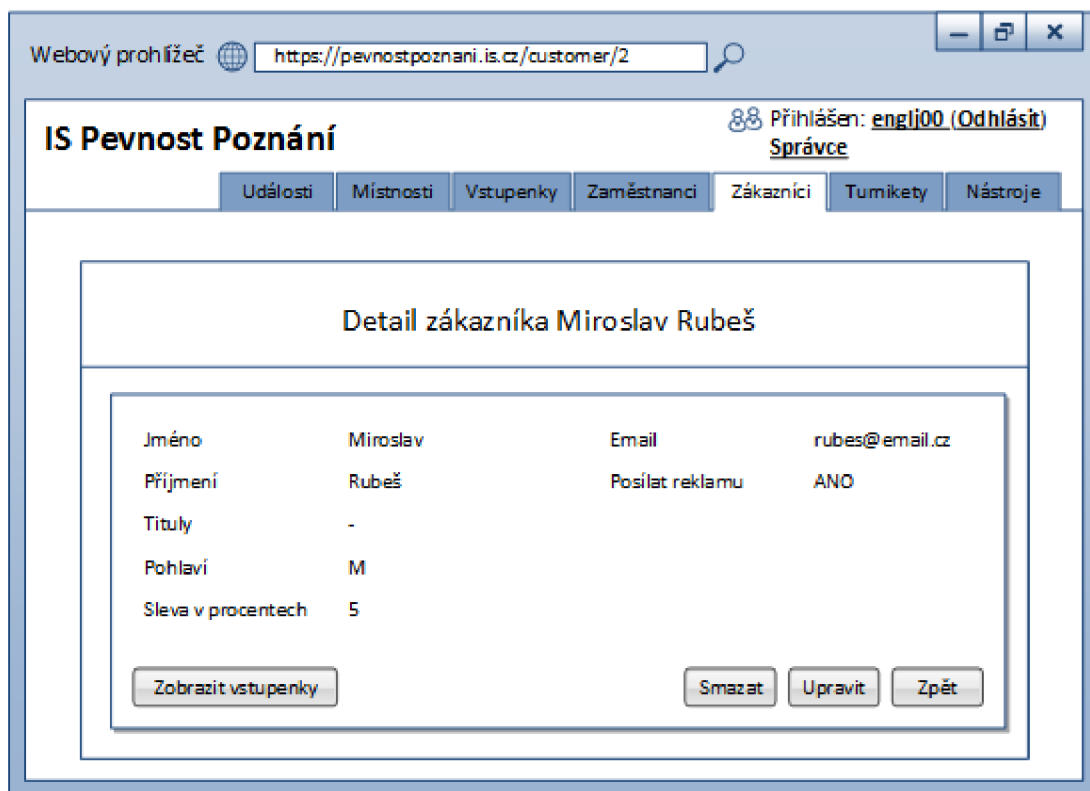 Webový prohlížeč https://pevnostpoznani.is.cz/customer/2
IS Pevnost Poznání
Přihlášen: englj00 (Odhlásit)
Správce
Události Místnosti Vstupenky Zaměstnanci Zákazníci Turnikety Nástroje
Detail zákazníka Miroslav Rubeš
Jméno Miroslav Email rubes@email.cz
Příjmení Rubeš Posílat reklamu ANO
Tituly -
Pohlaví M
Sleva v procentech 5
Zobrazit vstupenky Smazat Upravit Zpět